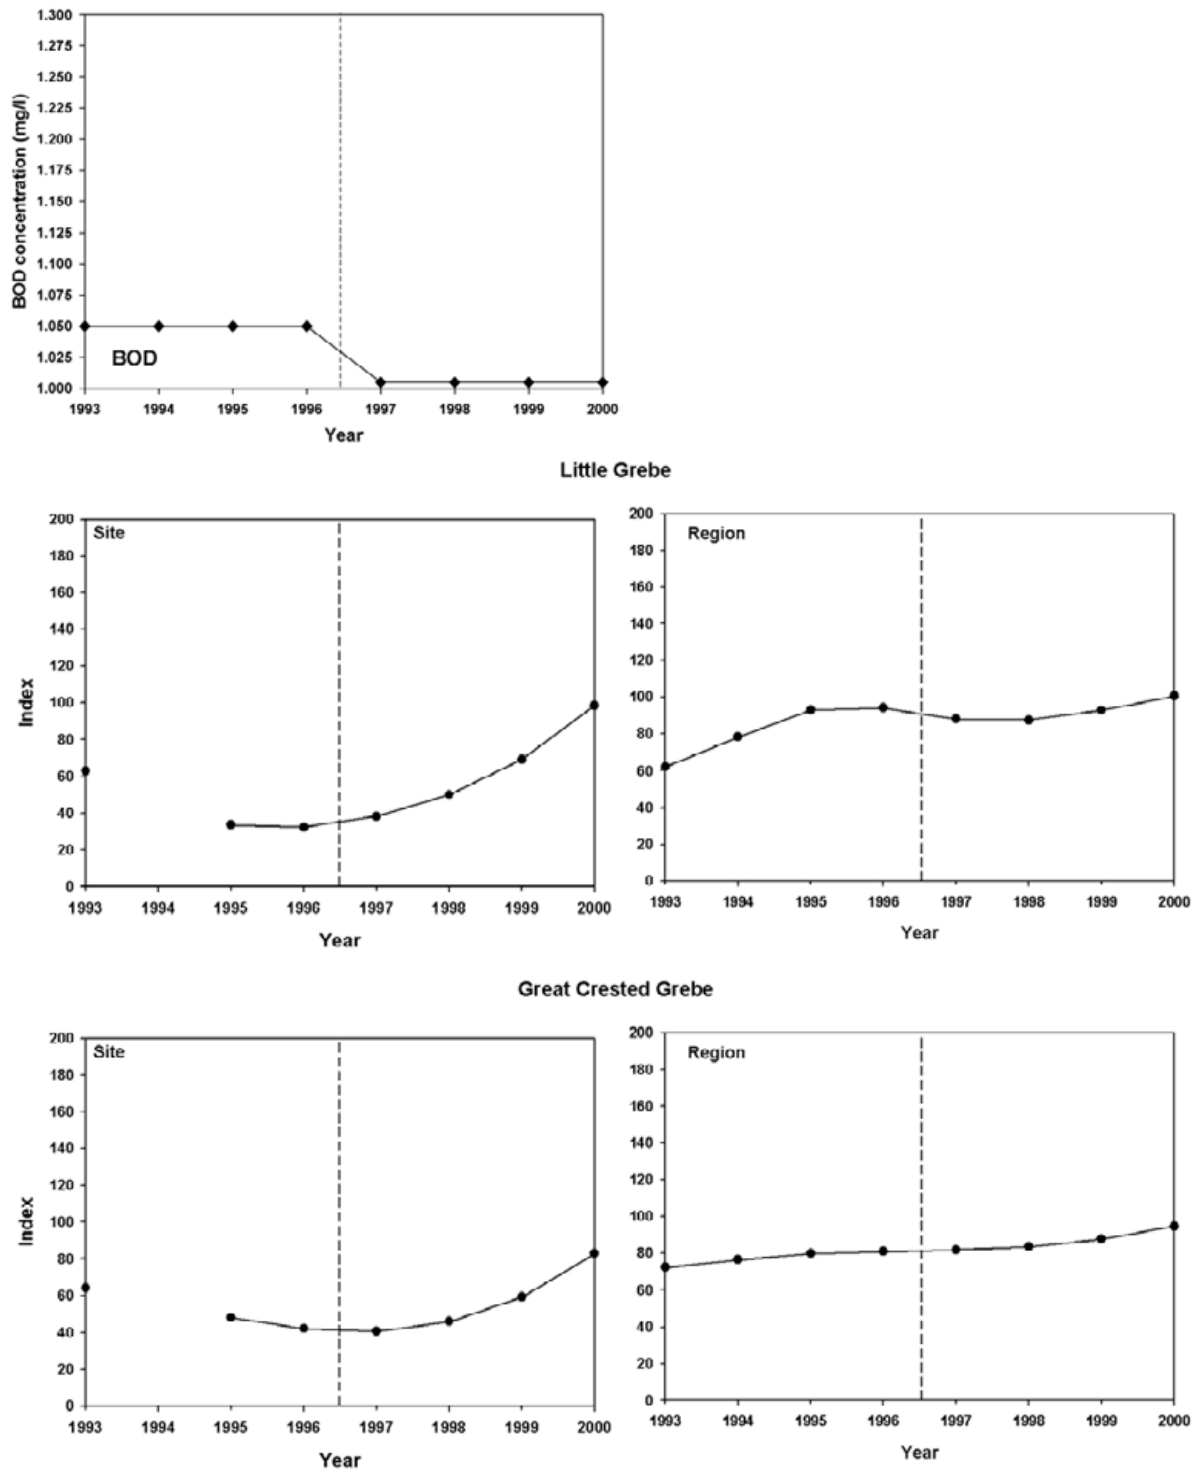 BOD concentration (mg/l)
1.300
1.275
1.250
1.225
1.200
1.175
1.150
1.125
1.100
1.075
1.050
1.025
1.000
BOD
1993 1994 1995 1996 1997 1998 1999 2000
Year
Little Grebe
Index
200
180
160
140
120
100
80
60
40
20
0
Site
1993 1994 1995 1996 1997 1998 1999 2000
Year
200
180
160
140
120
100
80
60
40
20
0
Region
1993 1994 1995 1996 1997 1998 1999 2000
Year
Great Crested Grebe
Index
200
180
160
140
120
100
80
60
40
20
0
Site
1993 1994 1995 1996 1997 1998 1999 2000
Year
200
180
160
140
120
100
80
60
40
20
0
Region
1993 1994 1995 1996 1997 1998 1999 2000
Year